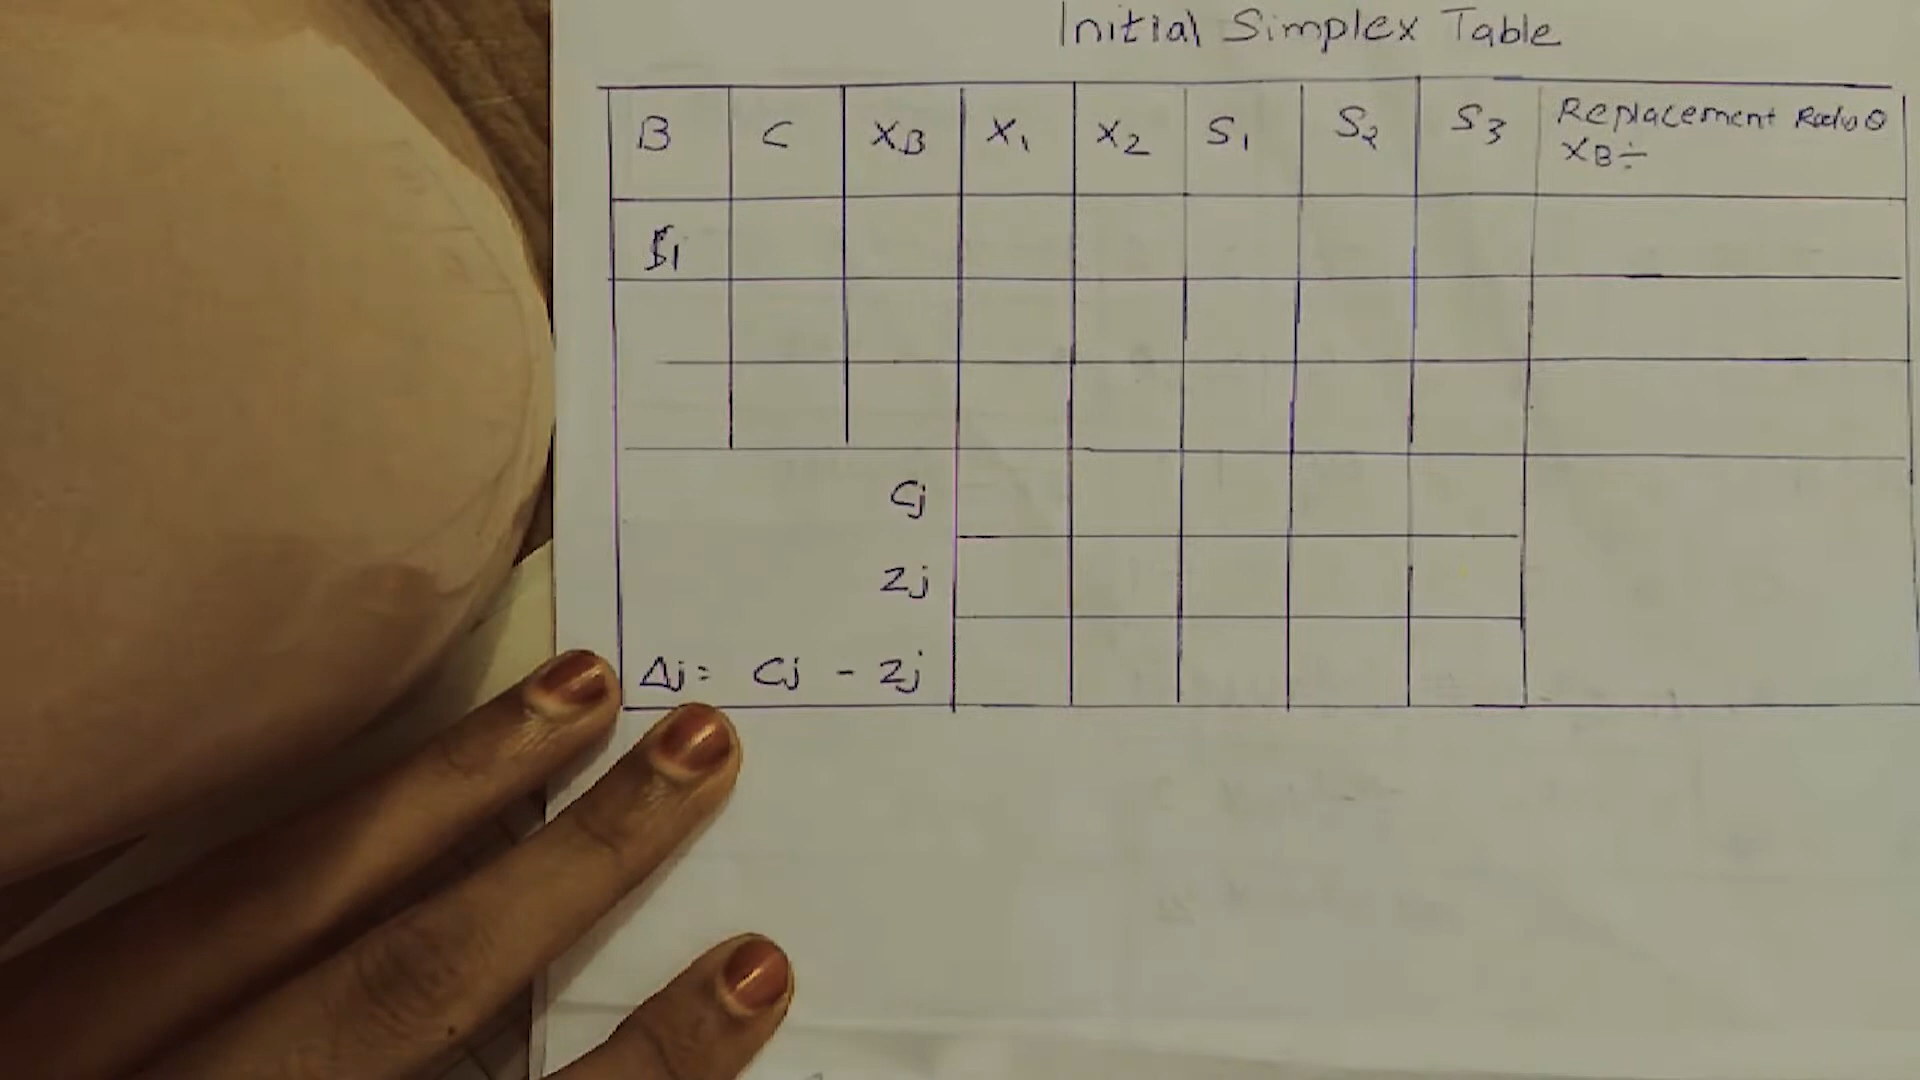 Initial Simplex Table
B C XB X1 X2 S1 S2 S3 Replacement Ratio θ
XB ÷
S1
Cj
Zj
Δj = Cj - Zj